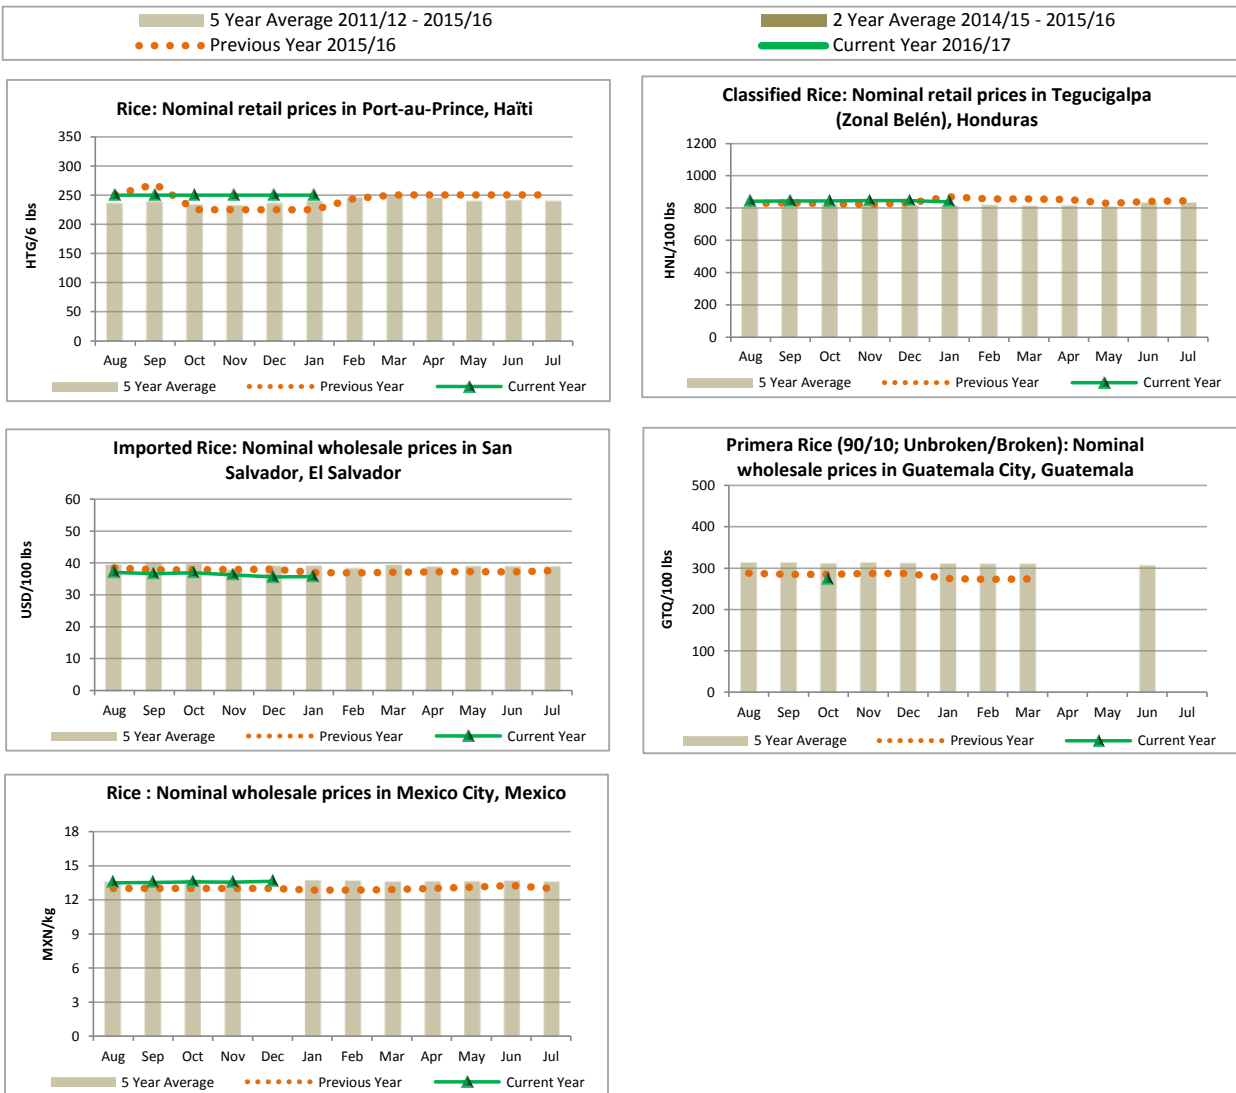 5 Year Average 2011/12 - 2015/16
2 Year Average 2014/15 - 2015/16
Previous Year 2015/16
Current Year 2016/17
Rice: Nominal retail prices in Port-au-Prince, Haïti
350
300
250
200
150
100
50
0
HTG/6 lbs
Aug Sep Oct Nov Dec Jan Feb Mar Apr May Jun Jul
5 Year Average Previous Year Current Year
Classified Rice: Nominal retail prices in Tegucigalpa
(Zonal Belén), Honduras
1200
1000
800
600
400
200
0
HNL/100 lbs
Aug Sep Oct Nov Dec Jan Feb Mar Apr May Jun Jul
5 Year Average Previous Year Current Year
Imported Rice: Nominal wholesale prices in San
Salvador, El Salvador
60
50
40
30
20
10
0
USD/100 lbs
Aug Sep Oct Nov Dec Jan Feb Mar Apr May Jun Jul
5 Year Average Previous Year Current Year
Primera Rice (90/10; Unbroken/Broken): Nominal
wholesale prices in Guatemala City, Guatemala
500
400
300
200
100
0
GTQ/100 lbs
Aug Sep Oct Nov Dec Jan Feb Mar Apr May Jun Jul
5 Year Average Previous Year Current Year
Rice : Nominal wholesale prices in Mexico City, Mexico
18
15
12
9
6
3
0
MXN/kg
Aug Sep Oct Nov Dec Jan Feb Mar Apr May Jun Jul
5 Year Average Previous Year Current Year